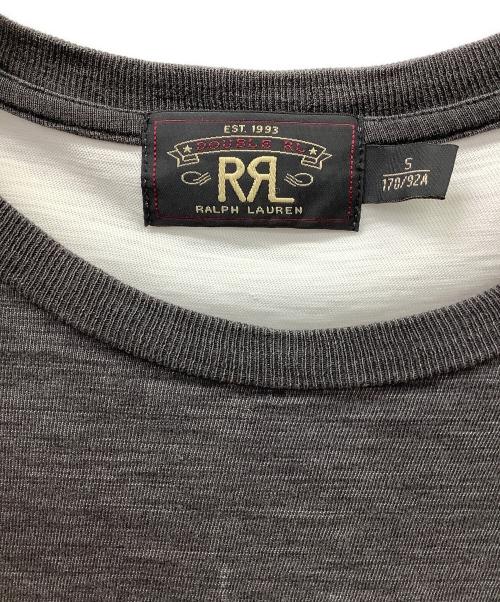 EST. 1993
DOUBLE RL
RRL
RALPH LAUREN
S
170/92A